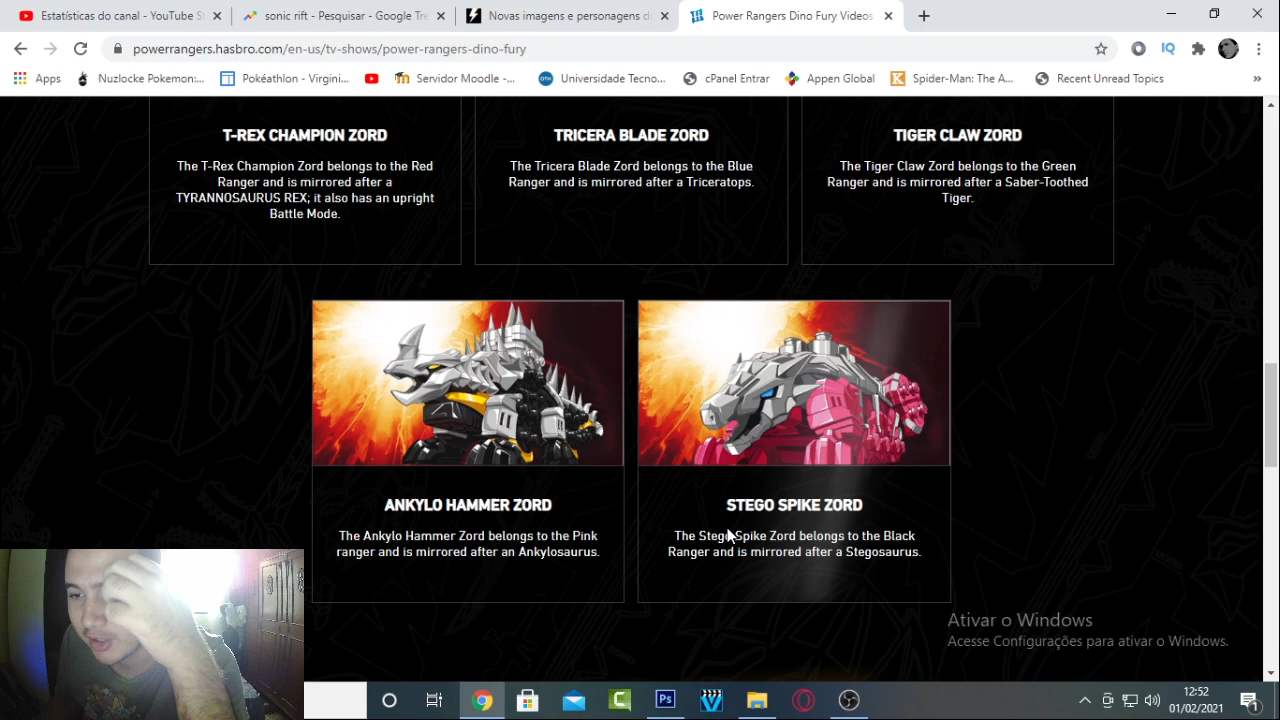 Estatísticas do canal - YouTube S
sonic rift - Pesquisar - Google Tre
Novas imagens e personagens d
Power Rangers Dino Fury Videos
powerrangers.hasbro.com/en-us/tv-shows/power-rangers-dino-fury
IQ
Apps
Nuzlocke Pokemon:...
Pokéathlon - Virgini...
Servidor Moodle -...
Universidade Tecno...
cPanel Entrar
Appen Global
Spider-Man: The A...
Recent Unread Topics
»
T-REX CHAMPION ZORD
The T-Rex Champion Zord belongs to the Red
Ranger and is mirrored after a
TYRANNOSAURUS REX; it also has an upright
Battle Mode.
TRICERA BLADE ZORD
The Tricera Blade Zord belongs to the Blue
Ranger and is mirrored after a Triceratops.
TIGER CLAW ZORD
The Tiger Claw Zord belongs to the Green
Ranger and is mirrored after a Saber-Toothed
Tiger.
ANKYLO HAMMER ZORD
The Ankylo Hammer Zord belongs to the Pink
ranger and is mirrored after an Ankylosaurus.
STEGO SPIKE ZORD
The Stego Spike Zord belongs to the Black
Ranger and is mirrored after a Stegosaurus.
Ativar o Windows
Acesse Configurações para ativar o Windows.
Ps
12:52
01/02/2021
1